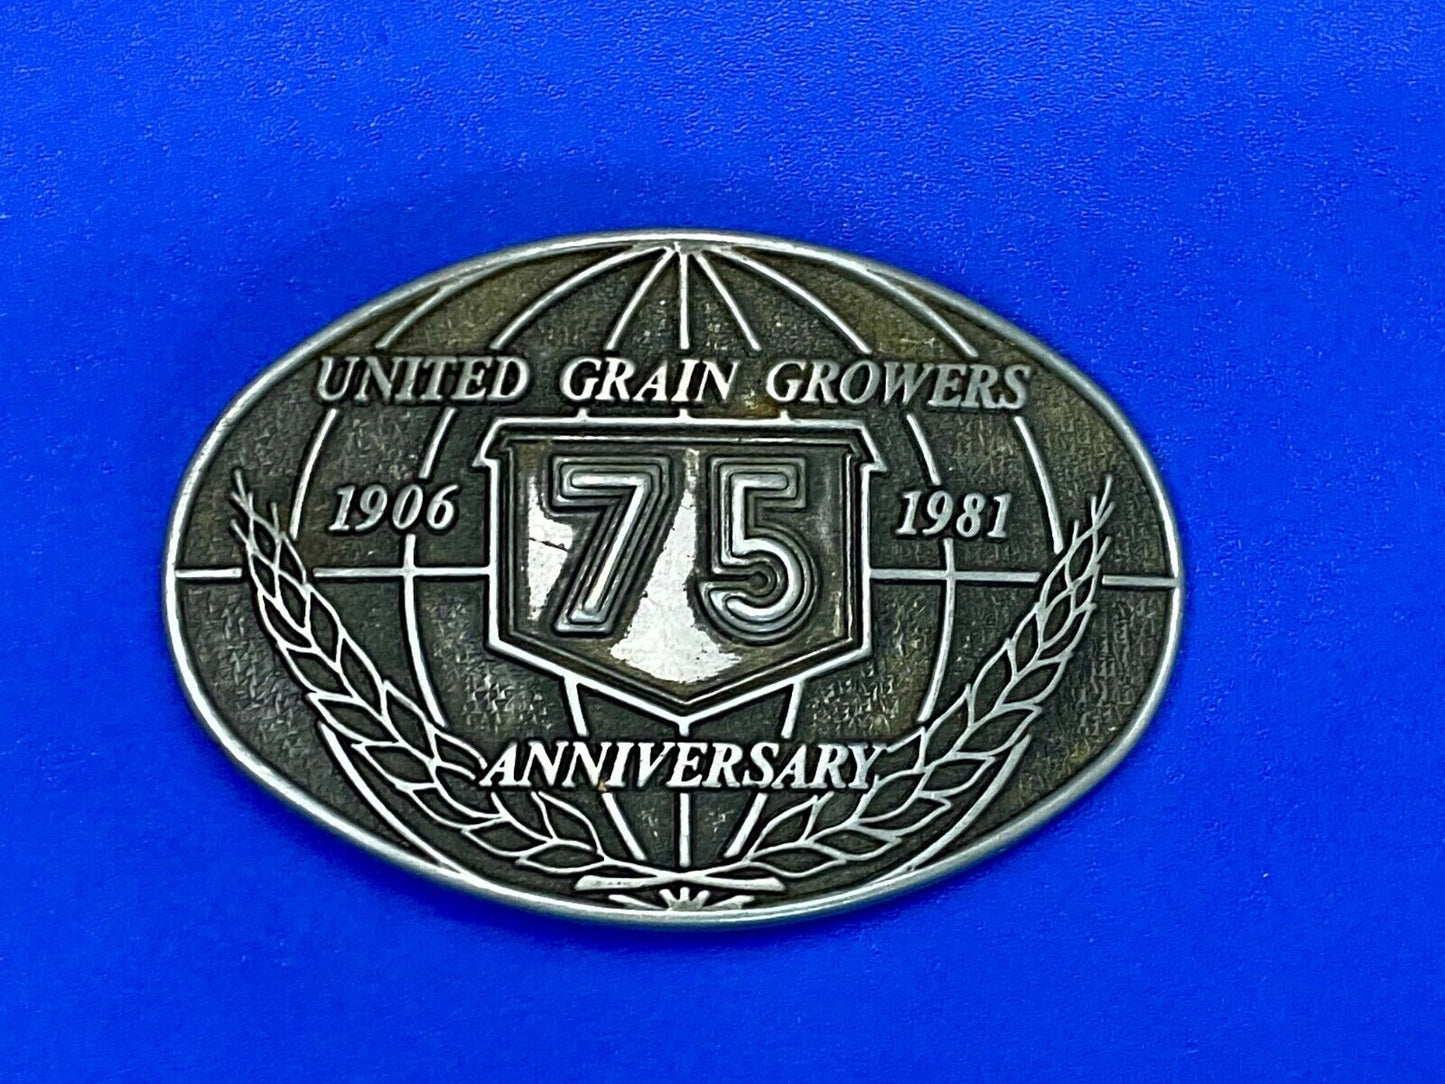 UNITED GRAIN GROWERS
1906 75 1981
ANNIVERSARY